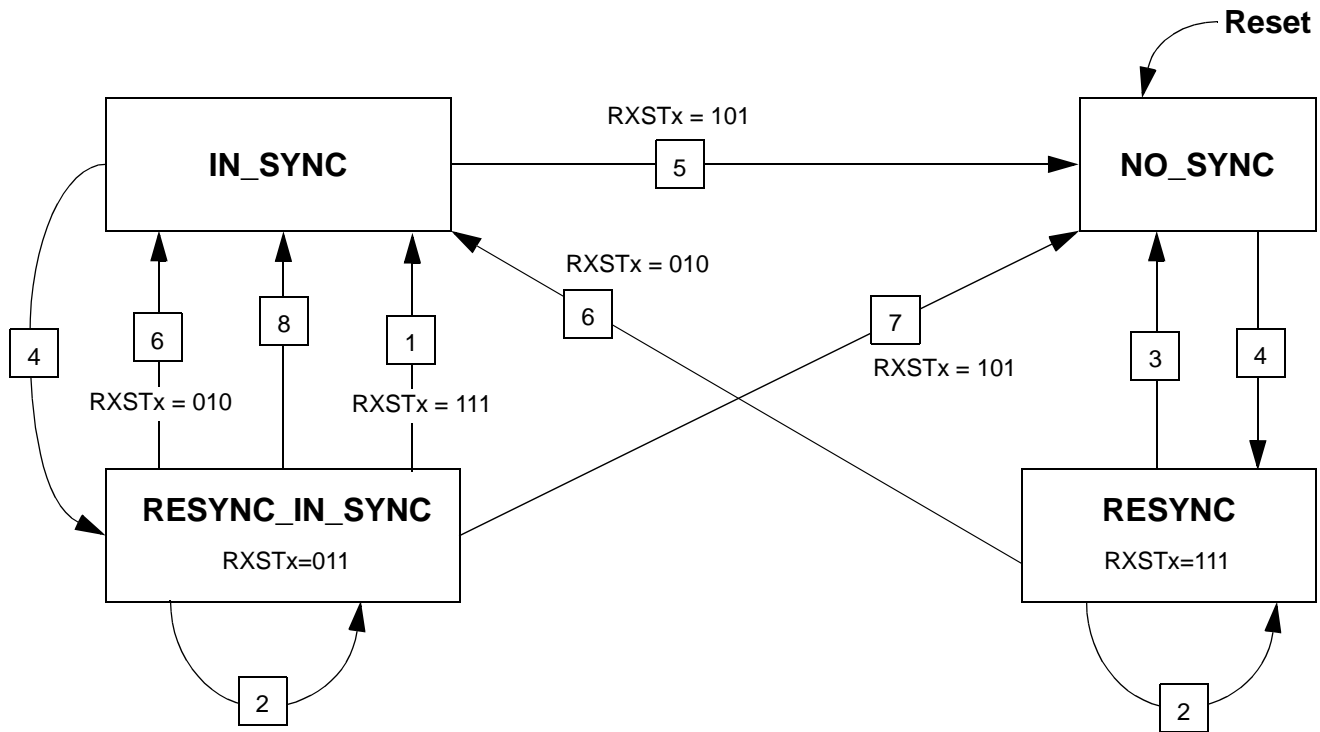 Reset
RXSTx = 101
IN_SYNC
5
NO_SYNC
RXSTx = 010
6
7
RXSTx = 101
4
6
8
1
3
4
RXSTx = 010
RXSTx = 111
RESYNC_IN_SYNC
RXSTx=011
RESYNC
RXSTx=111
2
2